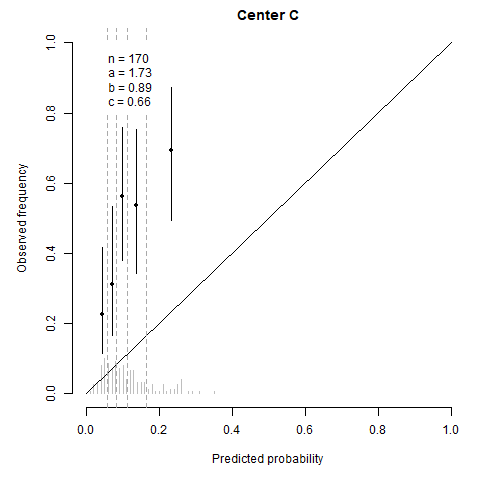 Center C
n = 170
a = 1.73
b = 0.89
c = 0.66
Observed frequency
1.0
0.8
0.6
0.4
0.2
0.0
0.0 0.2 0.4 0.6 0.8 1.0
Predicted probability